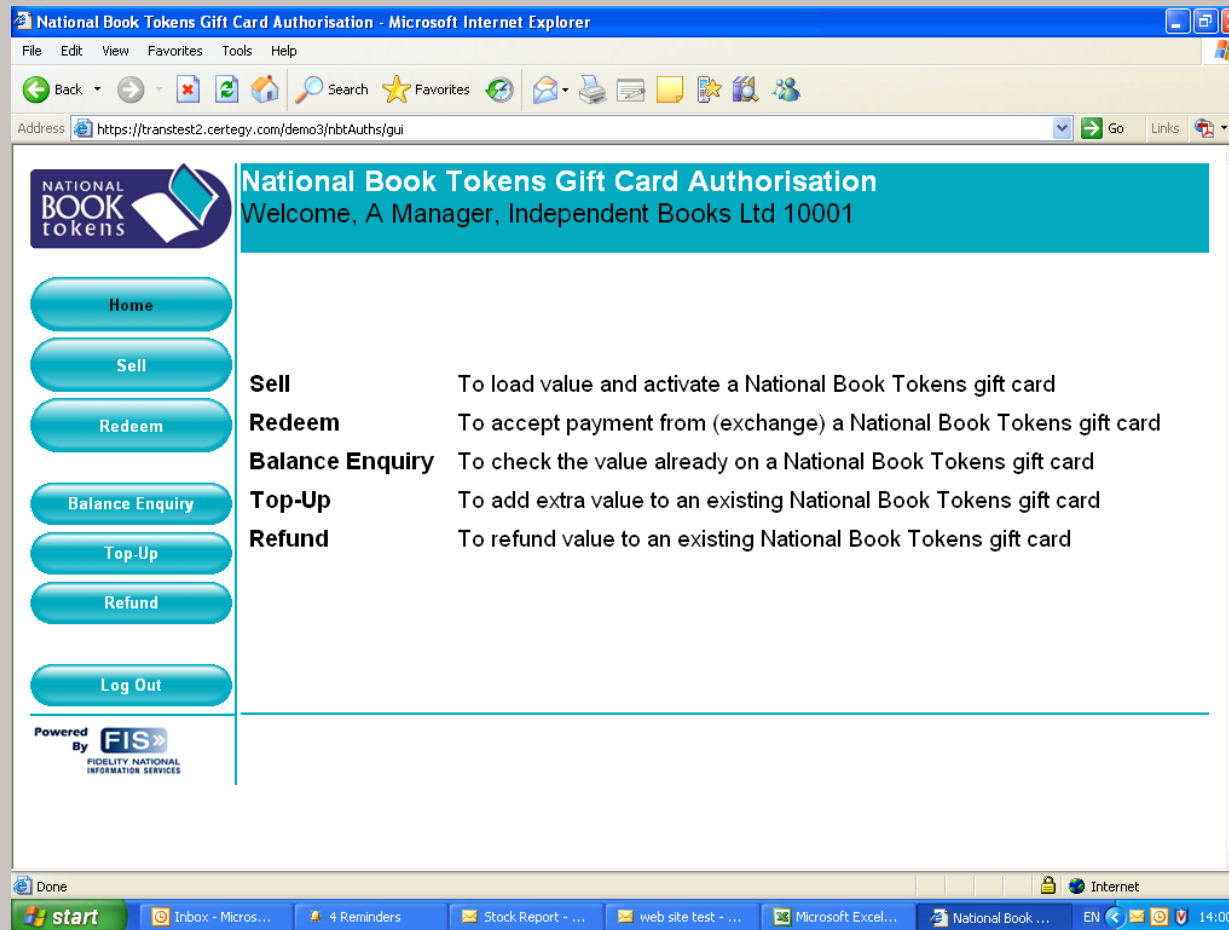 National Book Tokens Gift Card Authorisation - Microsoft Internet Explorer
File Edit View Favorites Tools Help
Back Search Favorites
Address https://transtest2.certegy.com/demo3/nbtAuths/gui Go Links
NATIONAL
BOOK
tokens
National Book Tokens Gift Card Authorisation
Welcome, A Manager, Independent Books Ltd 10001
Home
Sell
Redeem
Balance Enquiry
Top-Up
Refund
Log Out
Sell To load value and activate a National Book Tokens gift card
Redeem To accept payment from (exchange) a National Book Tokens gift card
Balance Enquiry To check the value already on a National Book Tokens gift card
Top-Up To add extra value to an existing National Book Tokens gift card
Refund To refund value to an existing National Book Tokens gift card
Powered
By FIS
FIDELITY NATIONAL
INFORMATION SERVICES
Done Internet
start Inbox - Micros... 4 Reminders Stock Report - ... web site test - ... Microsoft Excel... National Book ... EN 14:00